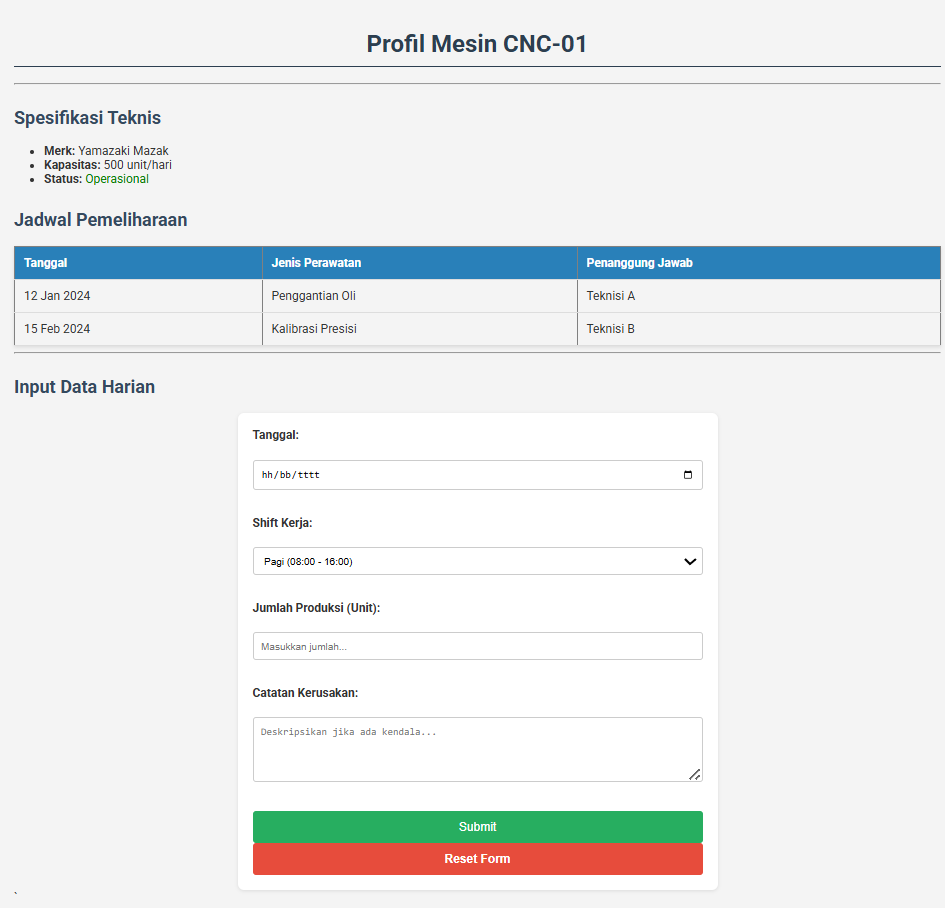 Profil Mesin CNC-01
Spesifikasi Teknis
Merk: Yamazaki Mazak
Kapasitas: 500 unit/hari
Status: Operasional
Jadwal Pemeliharaan
Tanggal Jenis Perawatan Penanggung Jawab
12 Jan 2024 Penggantian Oli Teknisi A
15 Feb 2024 Kalibrasi Presisi Teknisi B
Input Data Harian
Tanggal:
hh/bb/tttt
Shift Kerja:
Pagi (08:00 - 16:00)
Jumlah Produksi (Unit):
Masukkan jumlah...
Catatan Kerusakan:
Deskripsikan jika ada kendala...
Submit
Reset Form
`